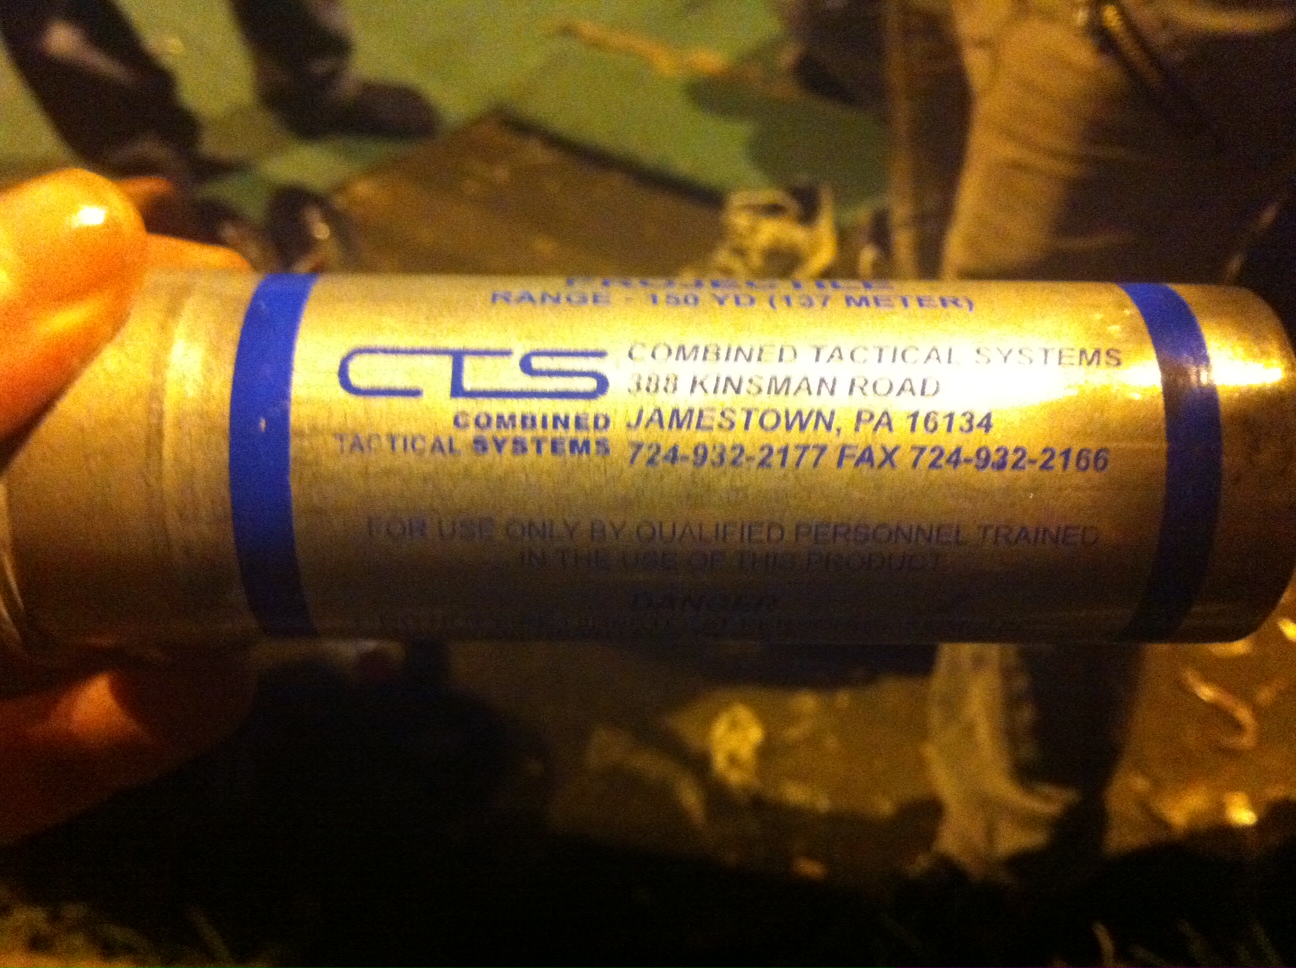 PROJECTILE
RANGE - 150 YD (137 METER)
CTS
COMBINED
TACTICAL SYSTEMS
COMBINED TACTICAL SYSTEMS
388 KINSMAN ROAD
JAMESTOWN, PA 16134
724-932-2177 FAX 724-932-2166
FOR USE ONLY BY QUALIFIED PERSONNEL TRAINED
IN THE USE OF THIS PRODUCT
DANGER